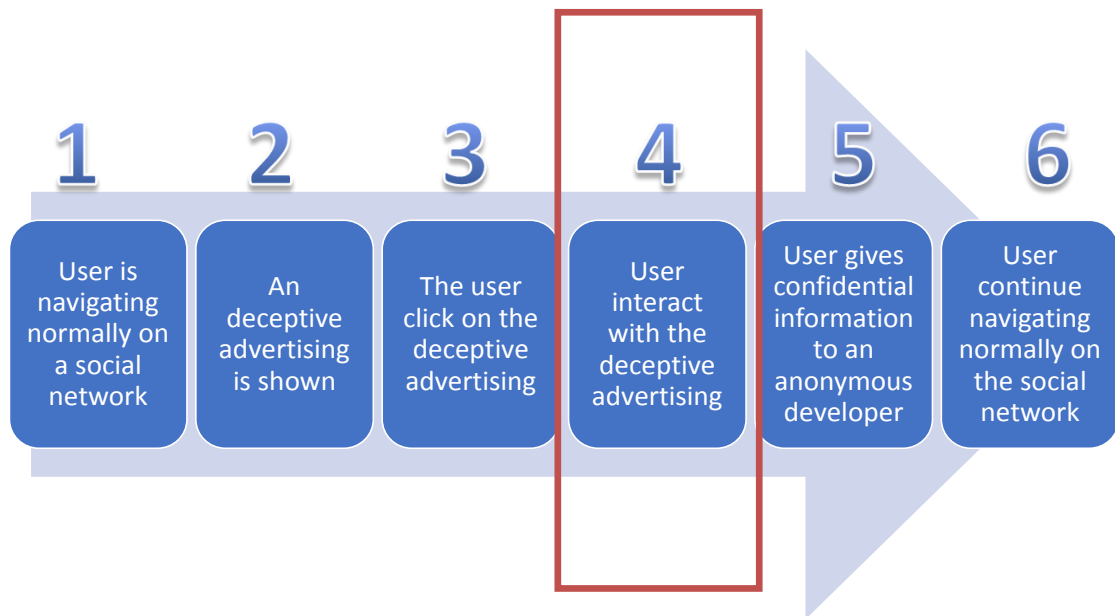 1
2
3
4
5
6
User is
navigating
normally on
a social
network
An
deceptive
advertising
is shown
The user
click on the
deceptive
advertising
User
interact
with the
deceptive
advertising
User gives
confidential
information
to an
anonymous
developer
User
continue
navigating
normally on
the social
network